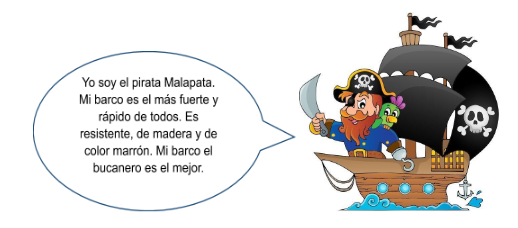 Yo soy el pirata Malapata.
Mi barco es el más fuerte y
rápido de todos. Es
resistente, de madera y de
color marrón. Mi barco el
bucanero es el mejor.